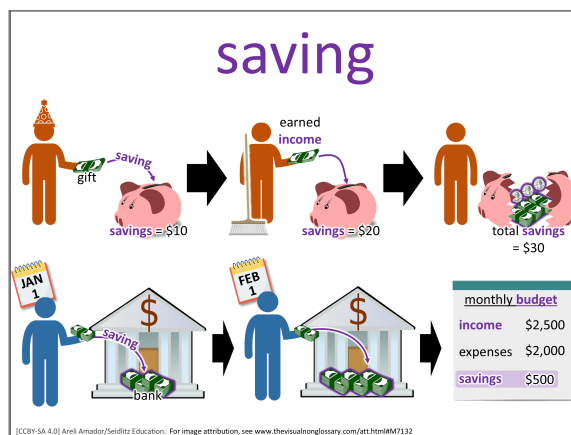 saving
earned
income
saving
gift
savings = $10
savings = $20
total savings
= $30
JAN
1
$
saving
bank
FEB
1
$
saving
monthly budget
income $2,500
expenses $2,000
savings $500
[CCBY-SA 4.0] Areli Amador/Seidlitz Education. For image attribution, see www.thevisualnonglossary.com/att.html#M7132